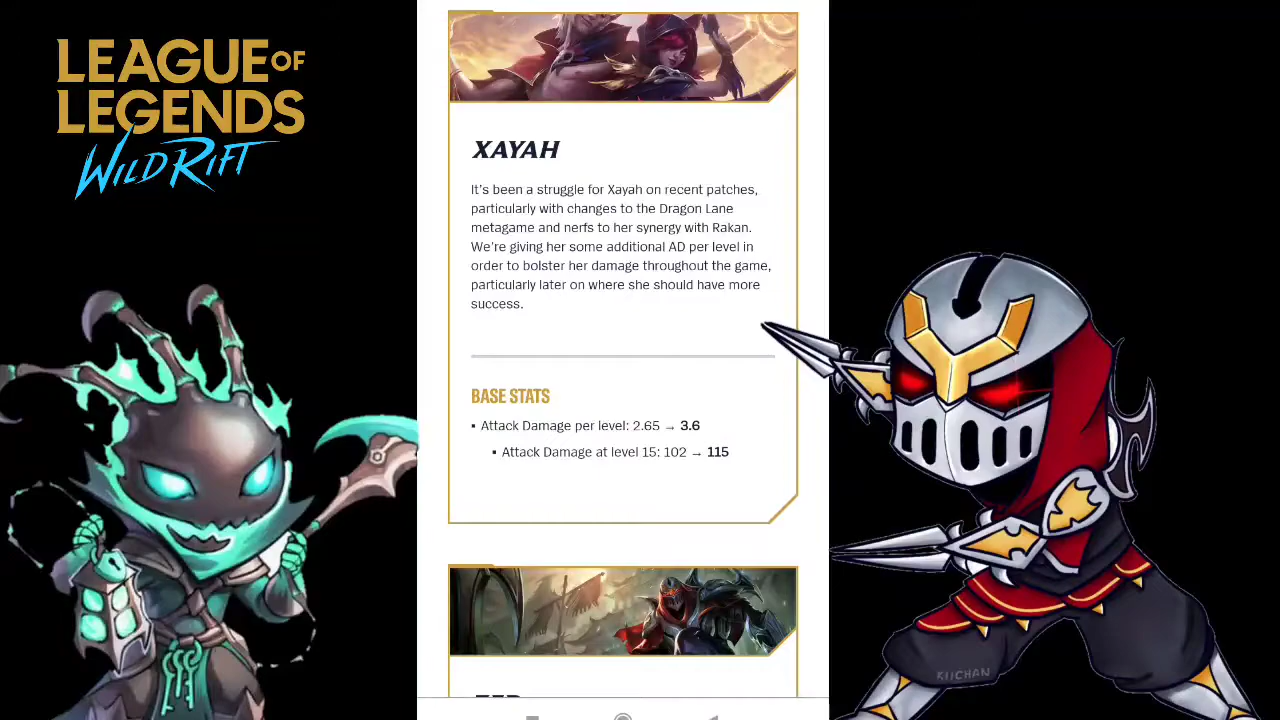 LEAGUE OF
LEGENDS
WILD RIFT
XAYAH
It's been a struggle for Xayah on recent patches,
particularly with changes to the Dragon Lane
metagame and nerfs to her synergy with Rakan.
We're giving her some additional AD per level in
order to bolster her damage throughout the game,
particularly later on where she should have more
success.
BASE STATS
▪ Attack Damage per level: 2.65 → 3.6
▪ Attack Damage at level 15: 102 → 115
KIICHAN